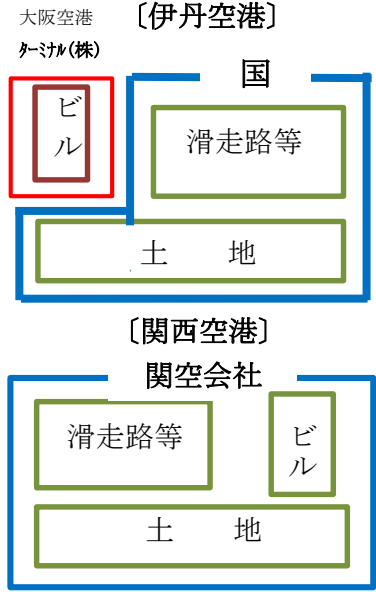 〔伊丹空港〕
大阪空港
ﾀｰﾐﾅﾙ(株)
国
ビル
滑走路等
土　地
〔関西空港〕
関空会社
滑走路等
ビル
土　地